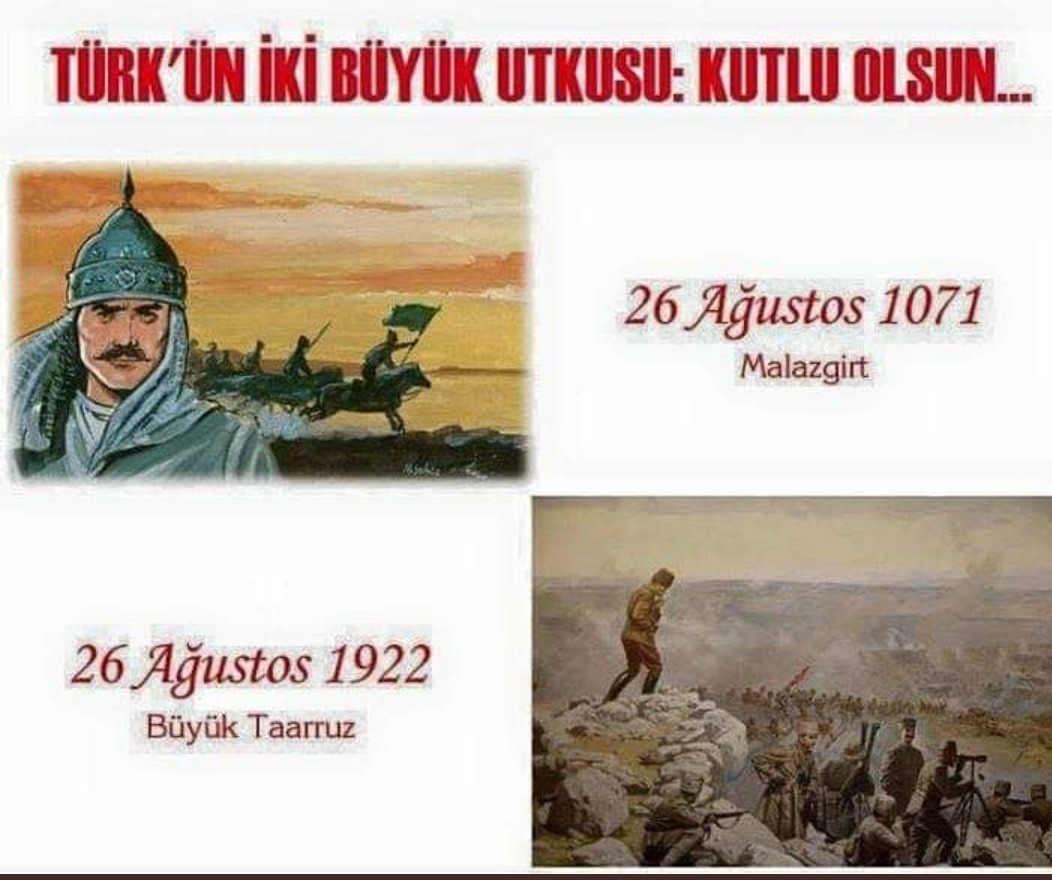 TÜRK'ÜN İKİ BÜYÜK UTKUSU: KUTLU OLSUN...
26 Ağustos 1071
Malazgirt
26 Ağustos 1922
Büyük Taarruz